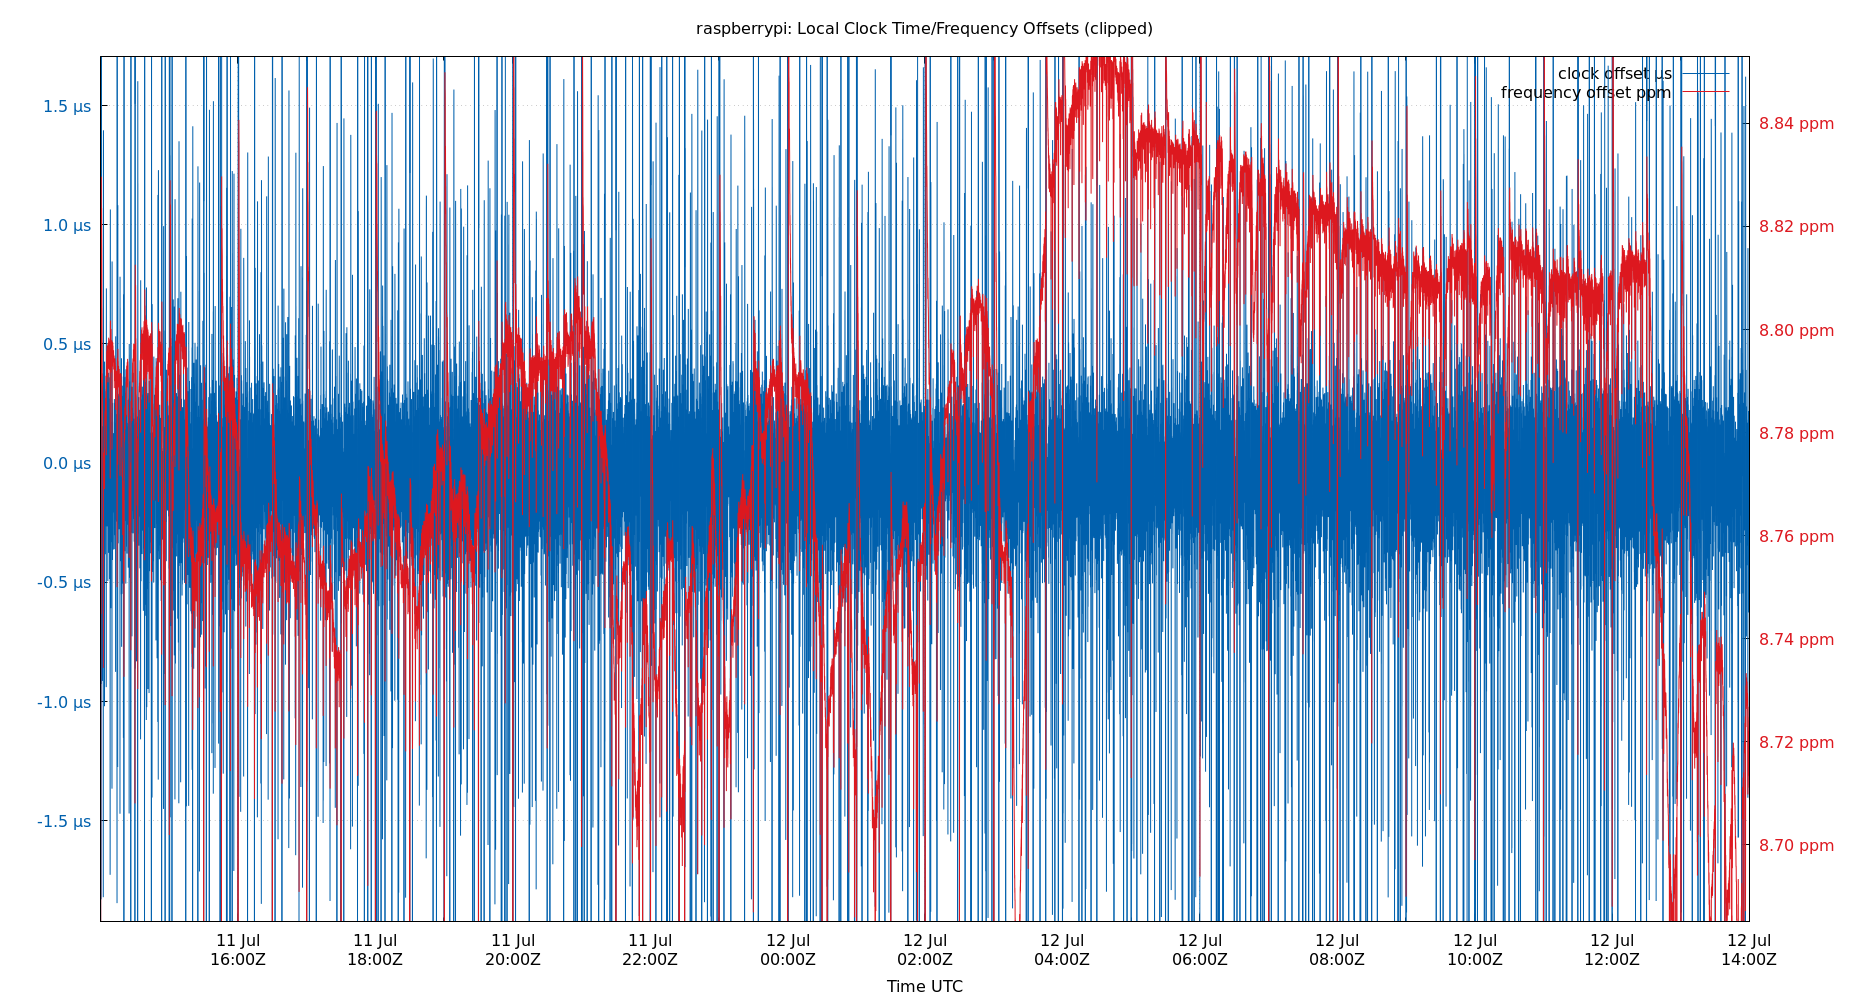 raspberrypi: Local Clock Time/Frequency Offsets (clipped)
clock offset µs
frequency offset ppm
1.5 µs
1.0 µs
0.5 µs
0.0 µs
-0.5 µs
-1.0 µs
-1.5 µs
8.84 ppm
8.82 ppm
8.80 ppm
8.78 ppm
8.76 ppm
8.74 ppm
8.72 ppm
8.70 ppm
11 Jul 11 Jul 11 Jul 11 Jul 12 Jul 12 Jul 12 Jul 12 Jul 12 Jul 12 Jul 12 Jul 12 Jul
16:00Z 18:00Z 20:00Z 22:00Z 00:00Z 02:00Z 04:00Z 06:00Z 08:00Z 10:00Z 12:00Z 14:00Z
Time UTC